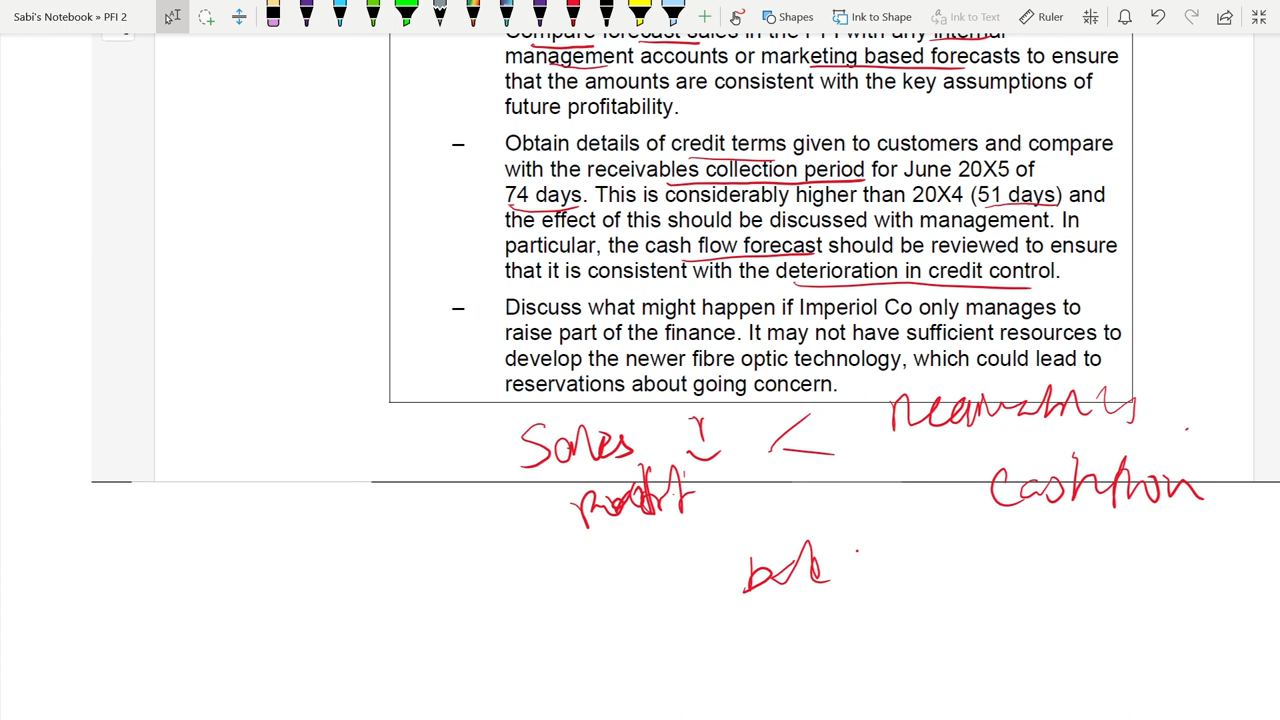 Sabi's Notebook » PFI 2
Shapes Ink to Shape Ink to Text Ruler
Compare forecast sales in the PFI with any internal
management accounts or marketing based forecasts to ensure
that the amounts are consistent with the key assumptions of
future profitability.
– Obtain details of credit terms given to customers and compare
with the receivables collection period for June 20X5 of
74 days. This is considerably higher than 20X4 (51 days) and
the effect of this should be discussed with management. In
particular, the cash flow forecast should be reviewed to ensure
that it is consistent with the deterioration in credit control.
– Discuss what might happen if Imperiol Co only manages to
raise part of the finance. It may not have sufficient resources to
develop the newer fibre optic technology, which could lead to
reservations about going concern.
Sales < receivables
profit cashflow